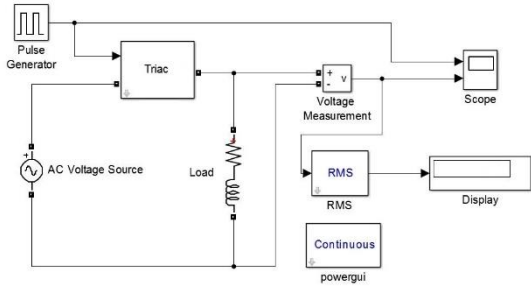 Pulse
Generator
Triac
+
-
v
Voltage
Measurement
Scope
+
AC Voltage Source
Load
RMS
RMS
Display
Continuous
powergui